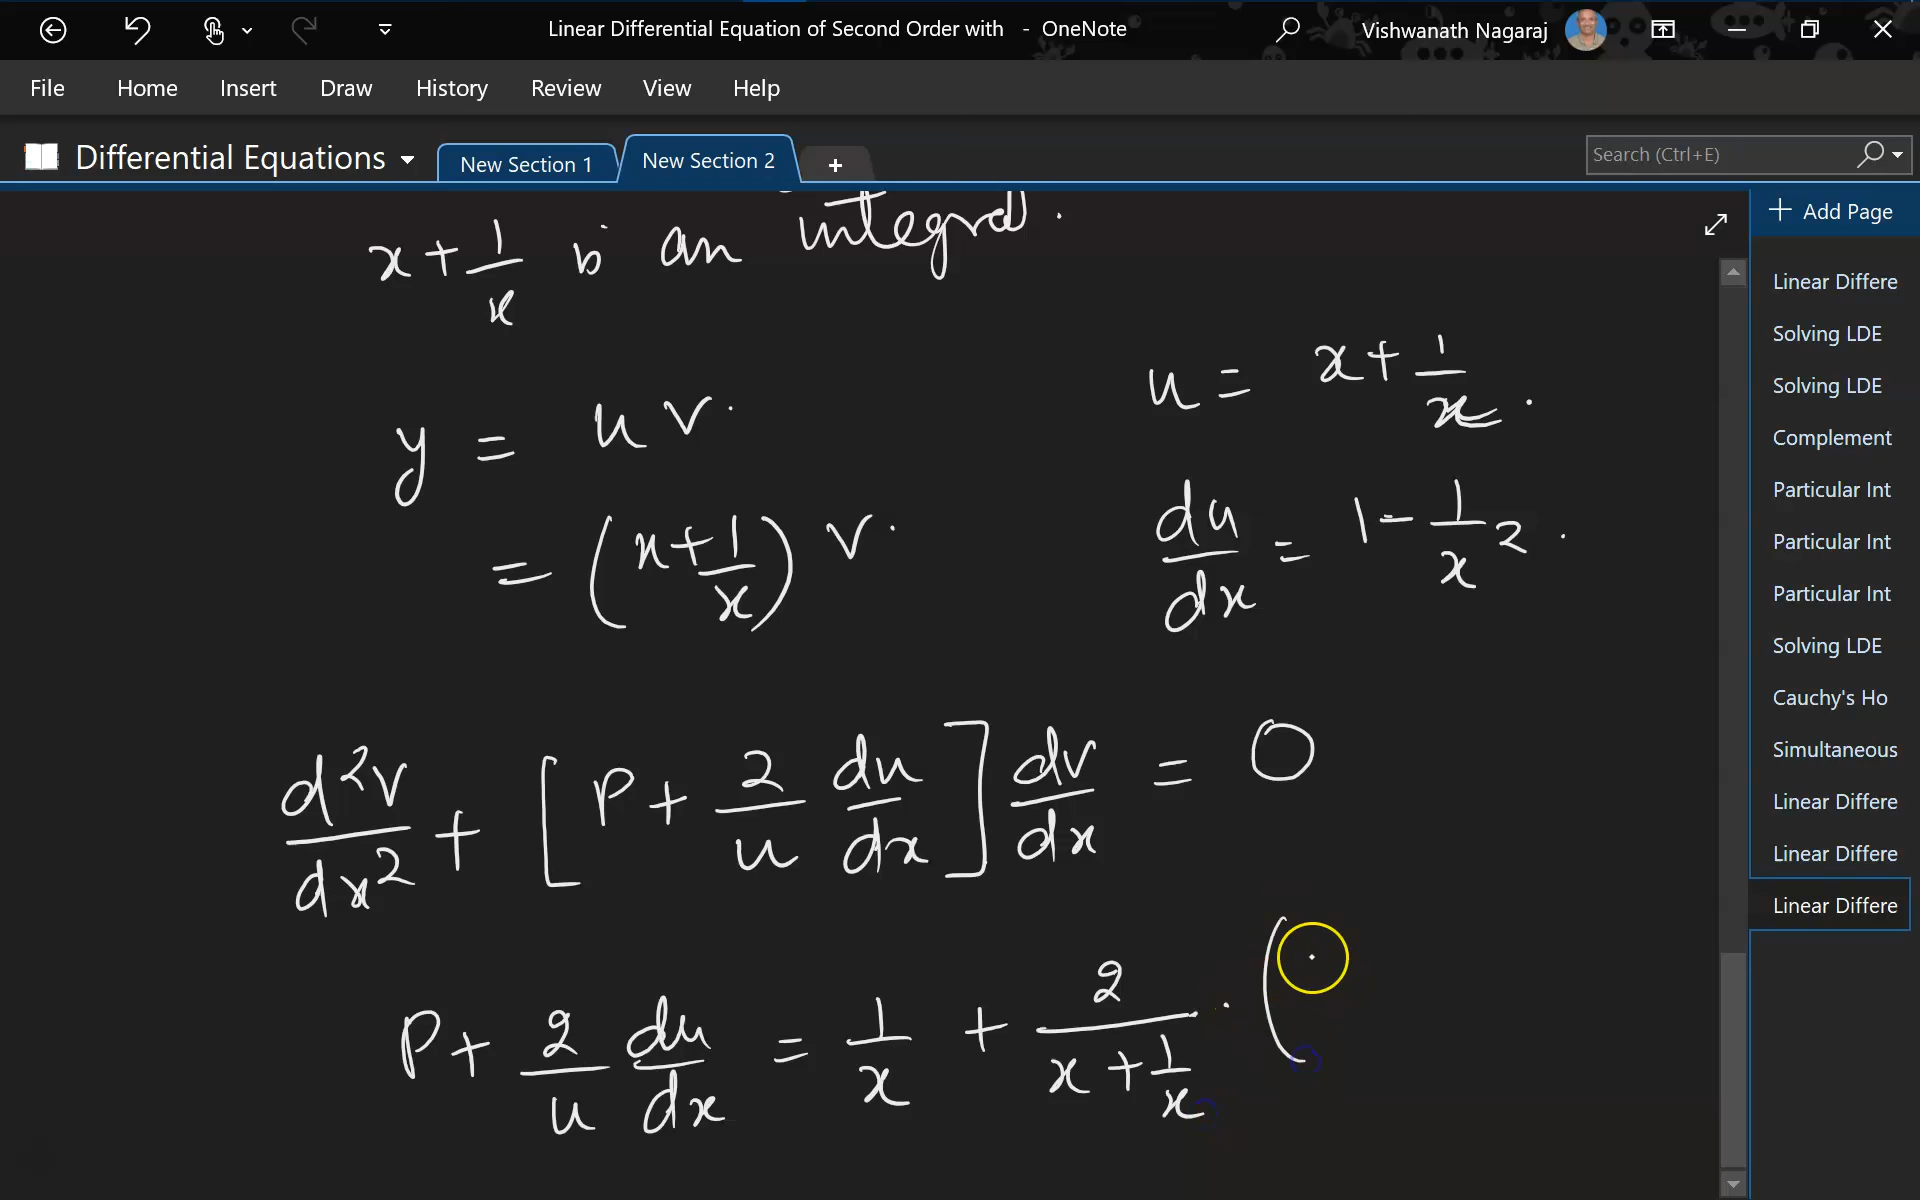 Linear Differential Equation of Second Order with - OneNote
Vishwanath Nagaraj
File Home Insert Draw History Review View Help
Differential Equations
New Section 1
New Section 2
+
Search (Ctrl+E)
+ Add Page
Linear Differe
Solving LDE
Solving LDE
Complement
Particular Int
Particular Int
Particular Int
Solving LDE
Cauchy's Ho
Simultaneous
Linear Differe
Linear Differe
Linear Differe
x + 1/x is an integral.
y = u v.
u = x + 1/x.
= (x + 1/x) v.
du/dx = 1 - 1/x².
d²v/dx² + [P + 2/u du/dx] dv/dx = 0
P + 2/u du/dx = 1/x + 2/(x + 1/x) · (